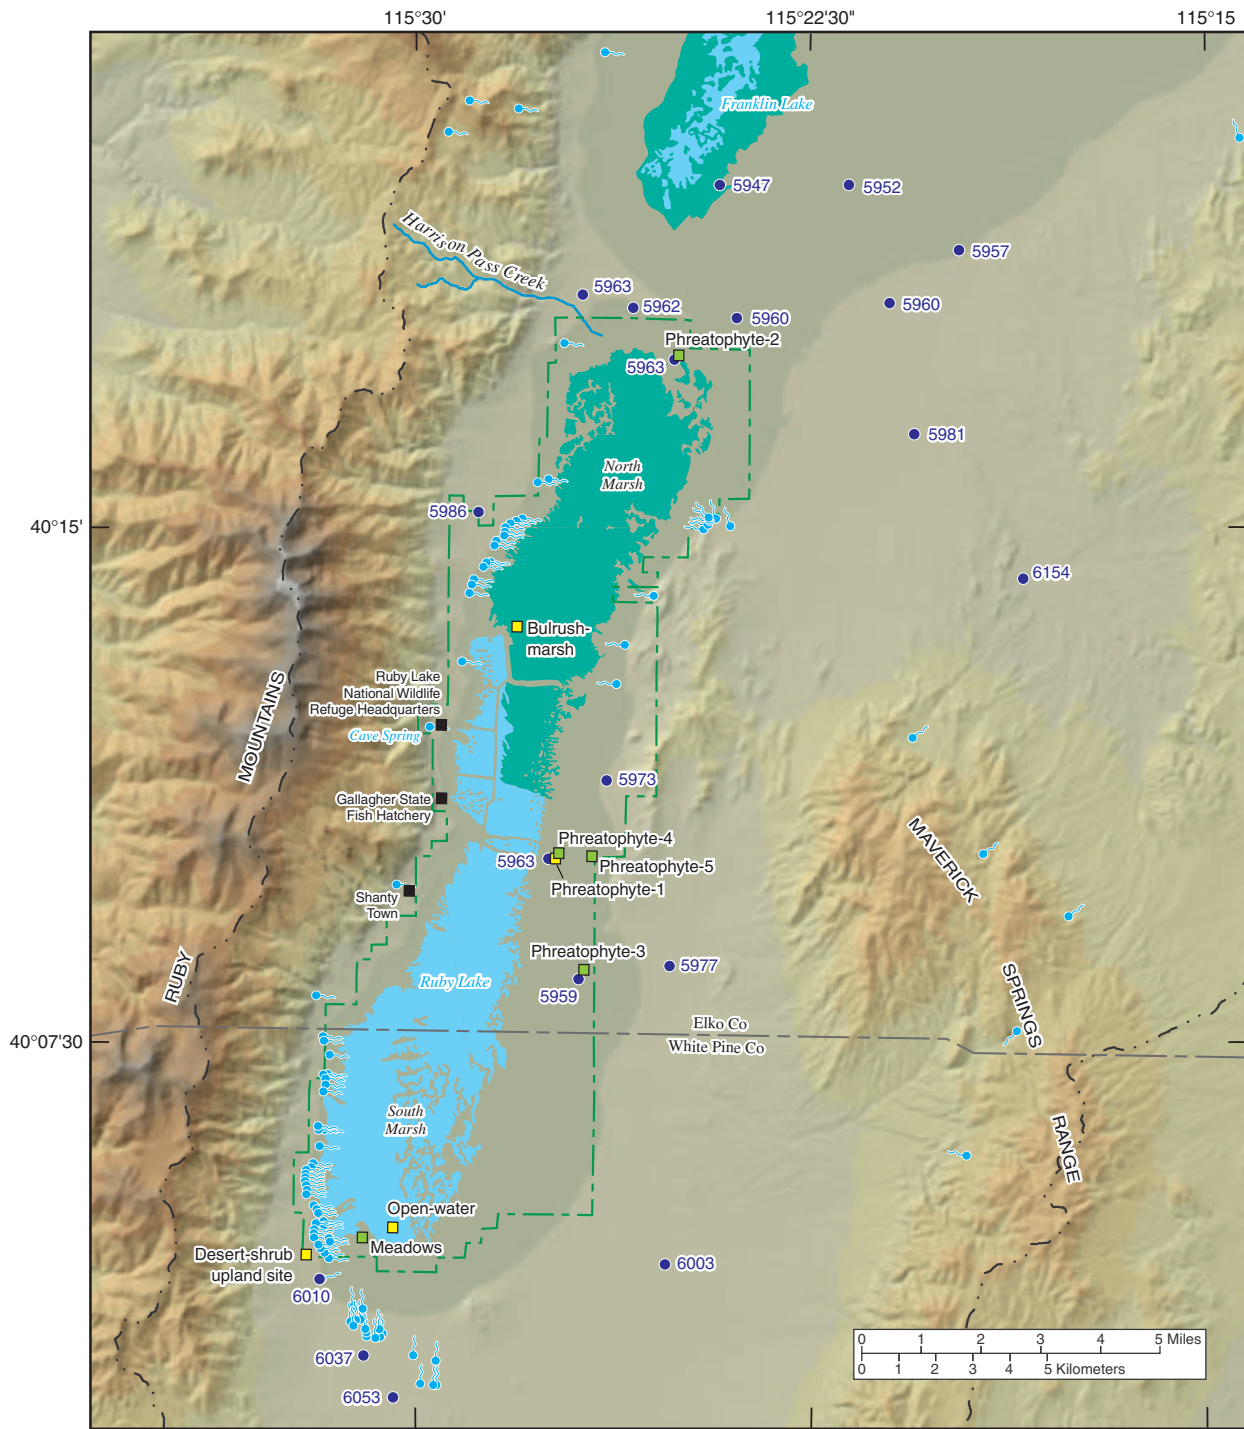 115°30'
115°22'30"
115°15
Franklin Lake
5947
5952
Harrison Pass Creek
5957
5963
5962
5960
5960
Phreatophyte-2
5963
5981
North
Marsh
5986
40°15'
6154
Bulrush-
marsh
Ruby Lake
National Wildlife
Refuge Headquarters
Cave Spring
MOUNTAINS
5973
Gallagher State
Fish Hatchery
MAVERICK
Phreatophyte-4
5963
Phreatophyte-5
Phreatophyte-1
Shanty
Town
Phreatophyte-3
5977
RUBY
Ruby Lake
5959
SPRINGS
Elko Co
40°07'30
White Pine Co
South
Marsh
RANGE
Open-water
Meadows
Desert-shrub
upland site
6003
6010
0 1 2 3 4 5 Miles
6037
0 1 2 3 4 5 Kilometers
6053